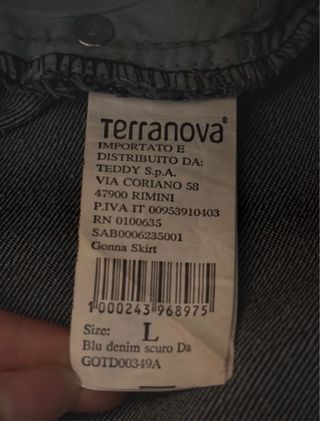 Terranova®
IMPORTATO E
DISTRIBUITO DA:
TEDDY S.p.A.
VIA CORIANO 58
47900 RIMINI
P.IVA IT 00953910403
RN 0100635
SAB0006235001
Gonna Skirt
1 000243 968975
Size: L
Blu denim scuro Da
GOTD00349A